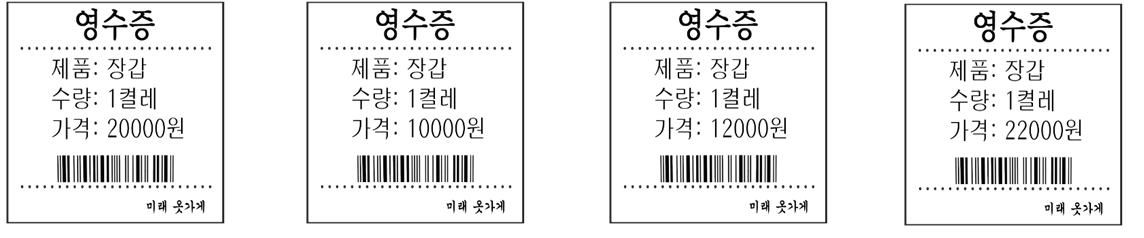 영수증
제품: 장갑
수량: 1켤레
가격: 20000원
미래 옷가게
영수증
제품: 장갑
수량: 1켤레
가격: 10000원
미래 옷가게
영수증
제품: 장갑
수량: 1켤레
가격: 12000원
미래 옷가게
영수증
제품: 장갑
수량: 1켤레
가격: 22000원
미래 옷가게